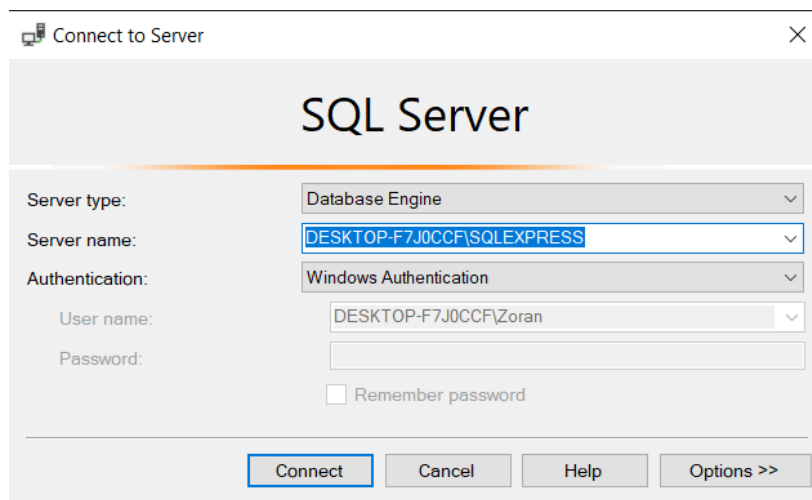 Connect to Server
SQL Server
Server type: Database Engine
Server name: DESKTOP-F7J0CCF\SQLEXPRESS
Authentication: Windows Authentication
User name: DESKTOP-F7J0CCF\Zoran
Password:
Remember password
Connect Cancel Help Options >>